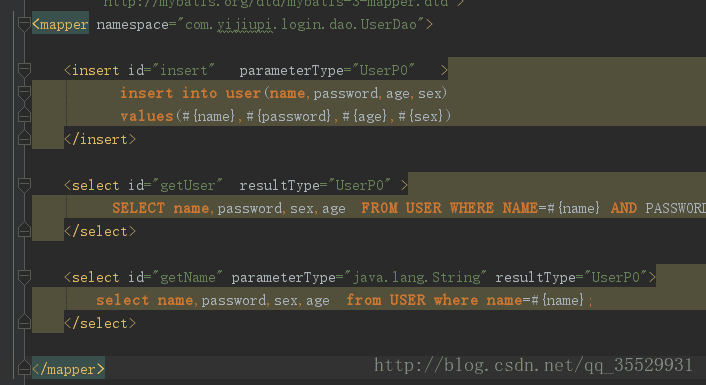 http://mybatis.org/dtd/mybatis-3-mapper.dtd">
<mapper namespace="com.yijiupi.login.dao.UserDao">
<insert id="insert" parameterType="UserPO" >
insert into user(name,password,age,sex)
values(#{name},#{password},#{age},#{sex})
</insert>
<select id="getUser" resultType="UserPO" >
SELECT name,password,sex,age FROM USER WHERE NAME=#{name} AND PASSWORD
</select>
<select id="getName" parameterType="java.lang.String" resultType="UserPO">
select name,password,sex,age from USER where name=#{name};
</select>
</mapper>
http://blog.csdn.net/qq_35529931